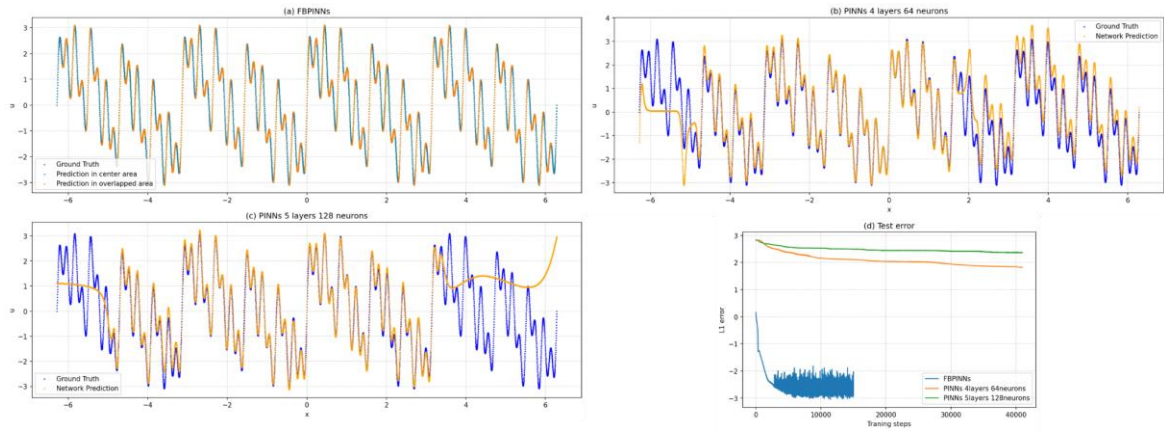 (a) FBPINNs
3
2
1
0
−1
−2
−3
u
Ground Truth
Prediction in center area
Prediction in overlapped area
−6 −4 −2 0 2 4 6
(b) PINNs 4 layers 64 neurons
4
3
2
1
0
−1
−2
−3
u
Ground Truth
Network Prediction
−6 −4 −2 0 2 4 6
x
(c) PINNs 5 layers 128 neurons
3
2
1
0
−1
−2
−3
u
Ground Truth
Network Prediction
−6 −4 −2 0 2 4 6
x
(d) Test error
3
2
1
0
−1
−2
−3
L1 error
FBPINNs
PINNs 4layers 64neurons
PINNs 5layers 128neurons
0 10000 20000 30000 40000
Traning steps